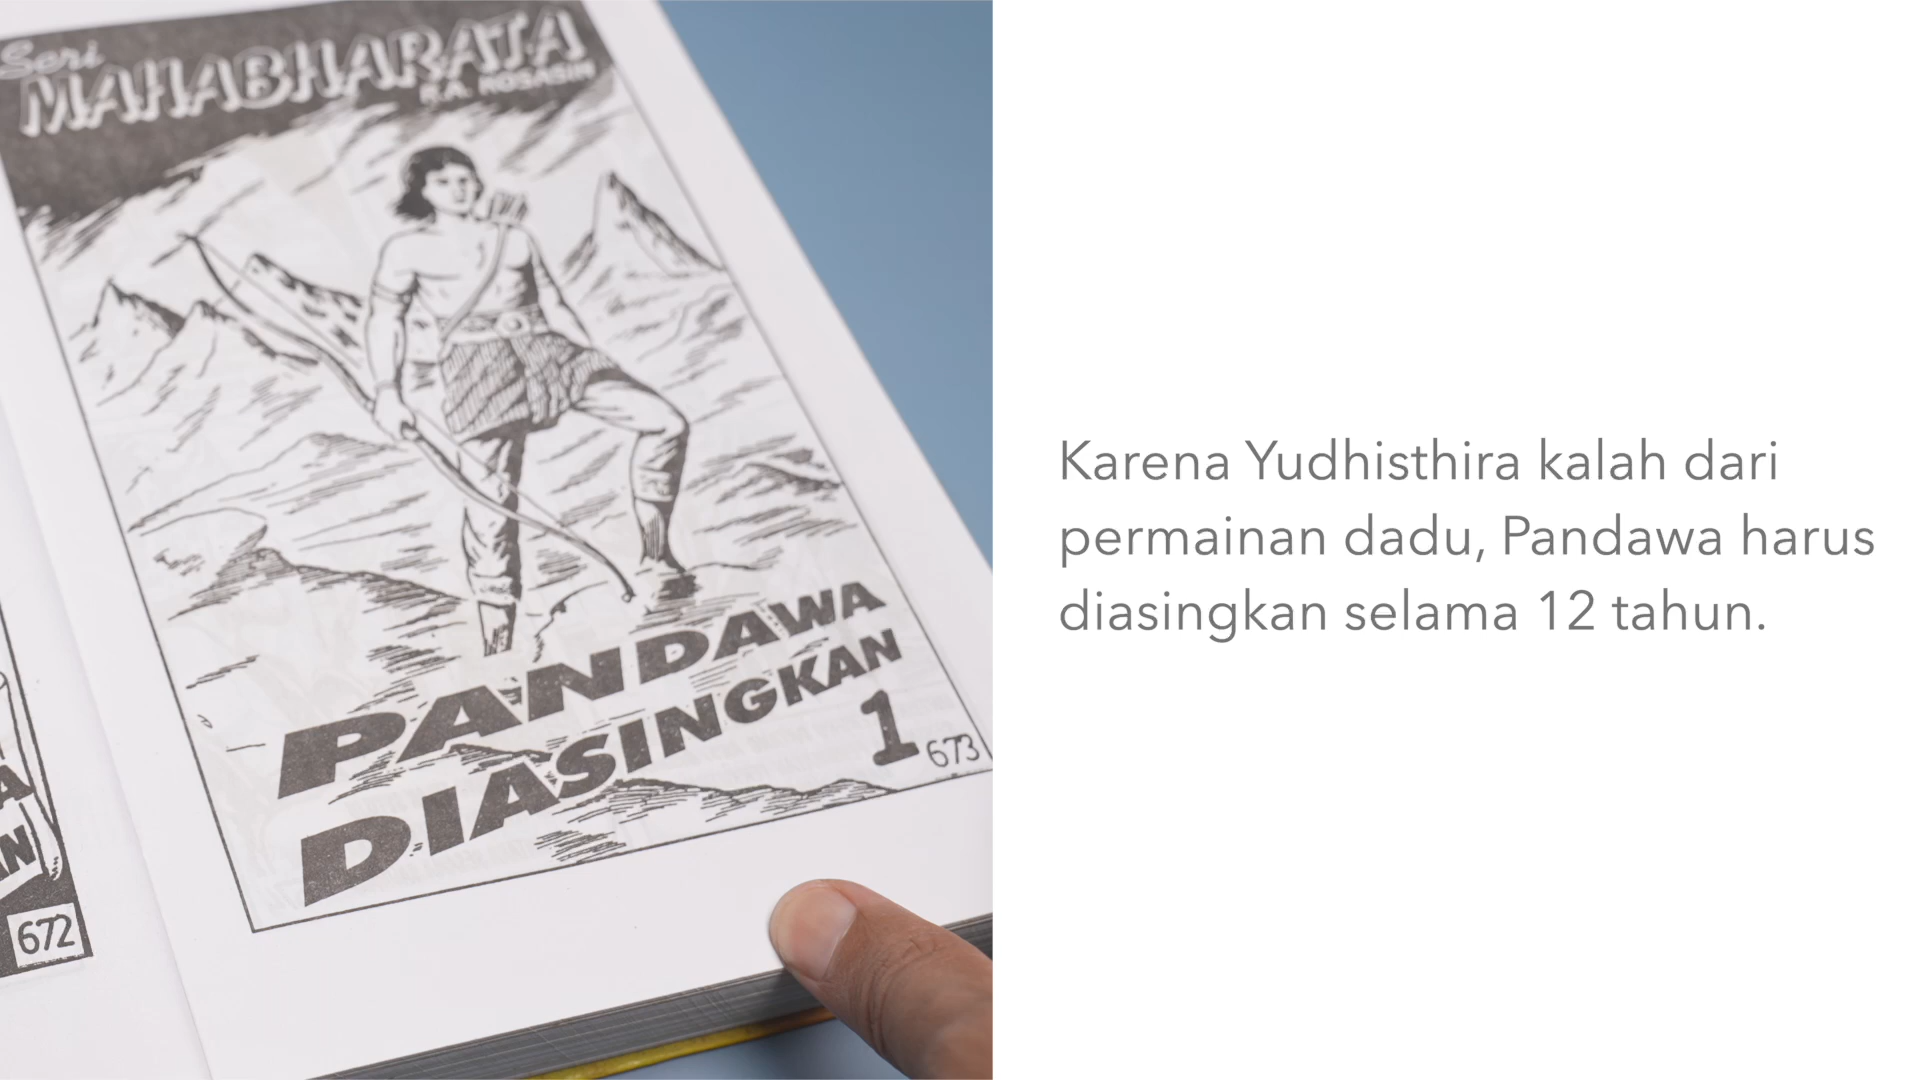 Seri
MAHABHARATA
R.A. KOSASIH
PANDAWA
DIASINGKAN
1
673
A
AN
672
Karena Yudhisthira kalah dari
permainan dadu, Pandawa harus
diasingkan selama 12 tahun.